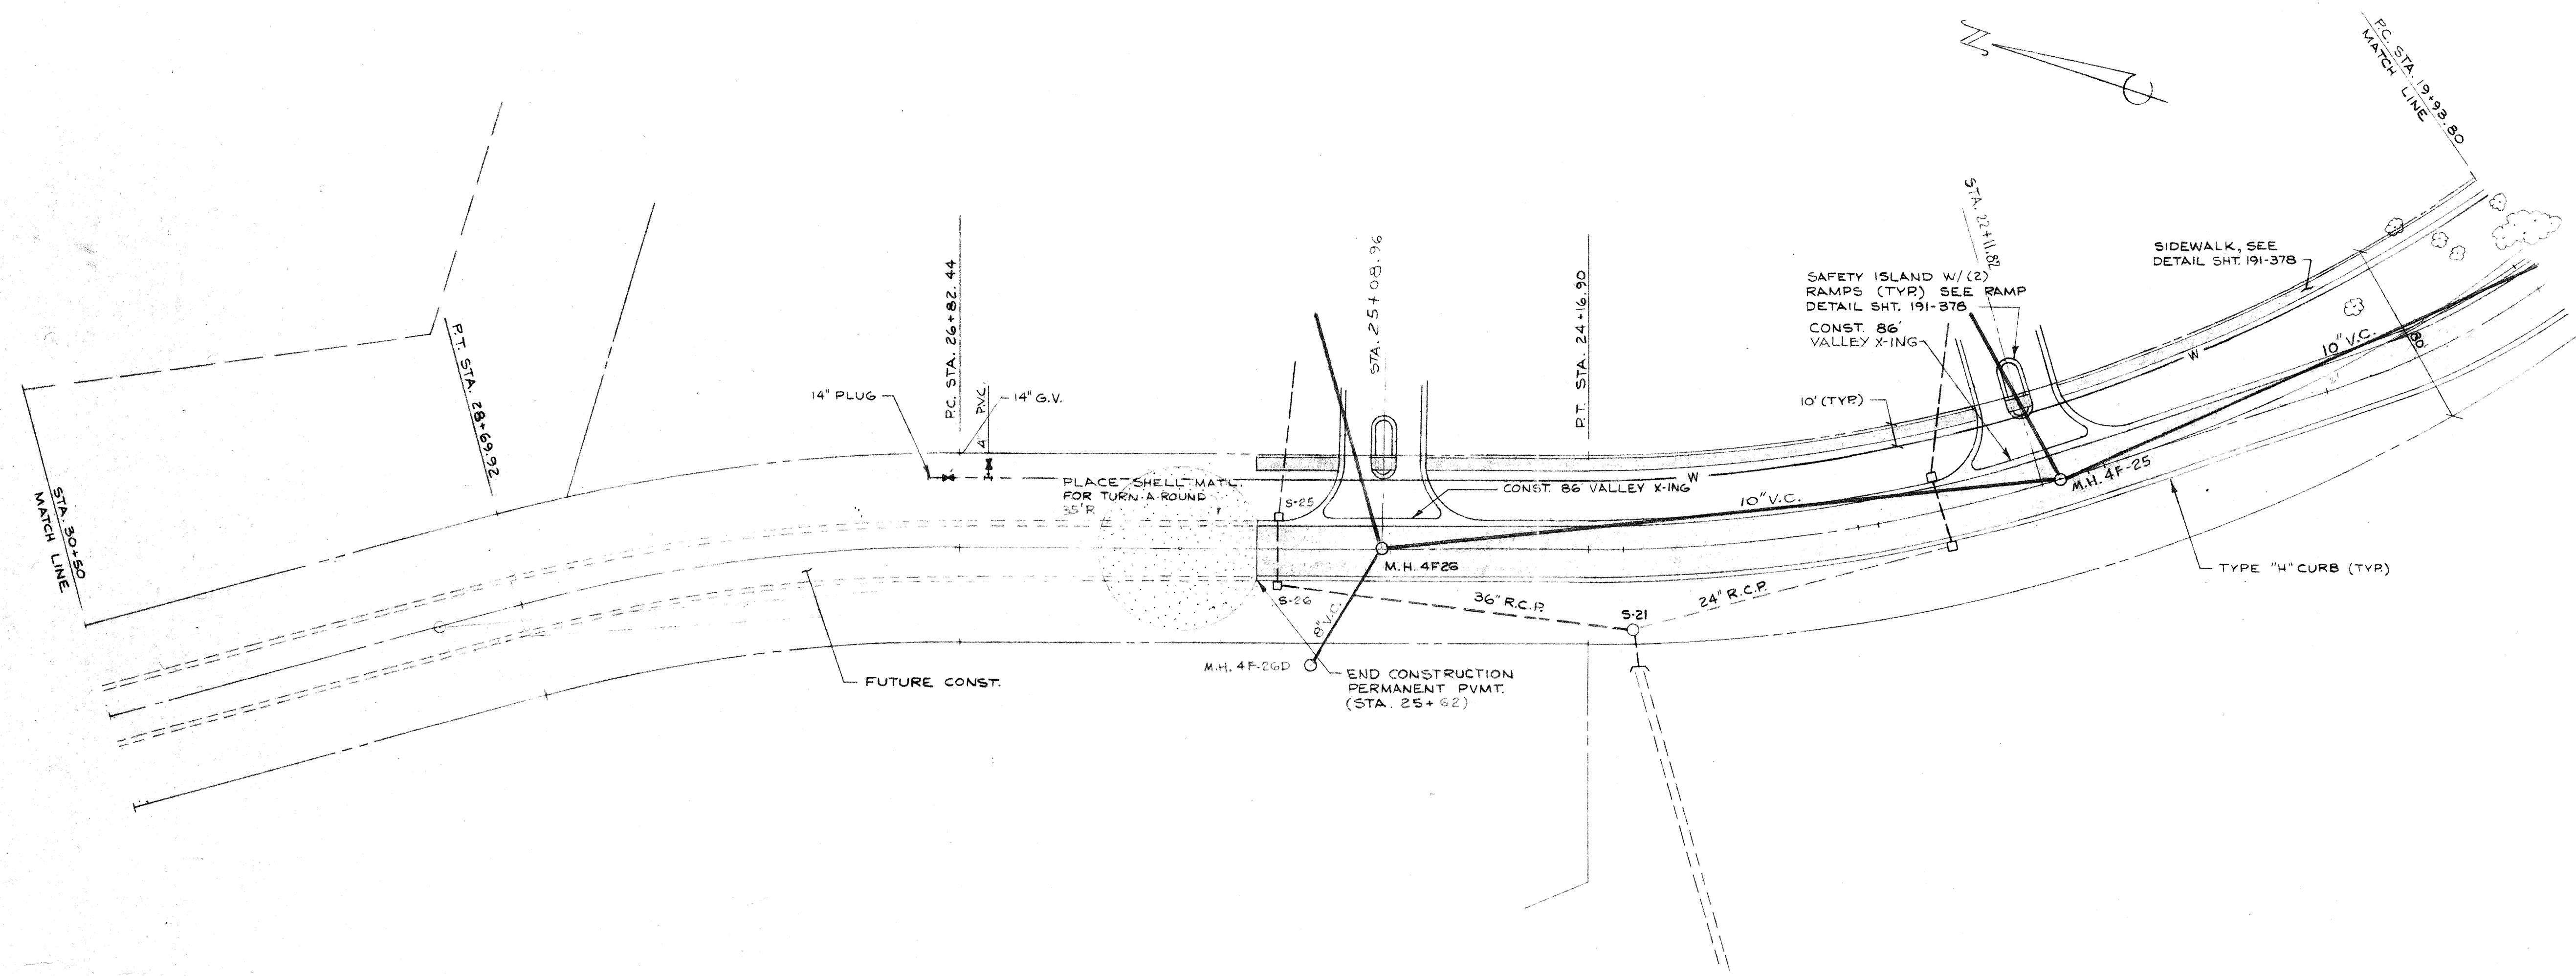 N
P.C. STA. 19+93.80
MATCH LINE
STA. 22+11.82
SIDEWALK, SEE
DETAIL SHT. 191-378
SAFETY ISLAND W/(2)
RAMPS (TYP.) SEE RAMP
DETAIL SHT. 191-378
CONST. 86'
VALLEY X-ING
10' (TYP.)
W
10" V.C.
80'
M.H. 4F-25
TYPE "H" CURB (TYP.)
P.T. STA. 24+16.90
STA. 25+08.96
P.C. STA. 26+82.44
4" P.V.C.
14" G.V.
14" PLUG
P.T. STA. 28+69.92
STA. 30+50
MATCH LINE
PLACE SHELL MAT'L.
FOR TURN-A-ROUND
35'R
S-25
CONST. 86' VALLEY X-ING
W
10" V.C.
M.H. 4F26
S-26
36" R.C.P.
24" R.C.P.
S-21
8" V.C.
M.H. 4F-26D
END CONSTRUCTION
PERMANENT PVMT.
(STA. 25+62)
FUTURE CONST.